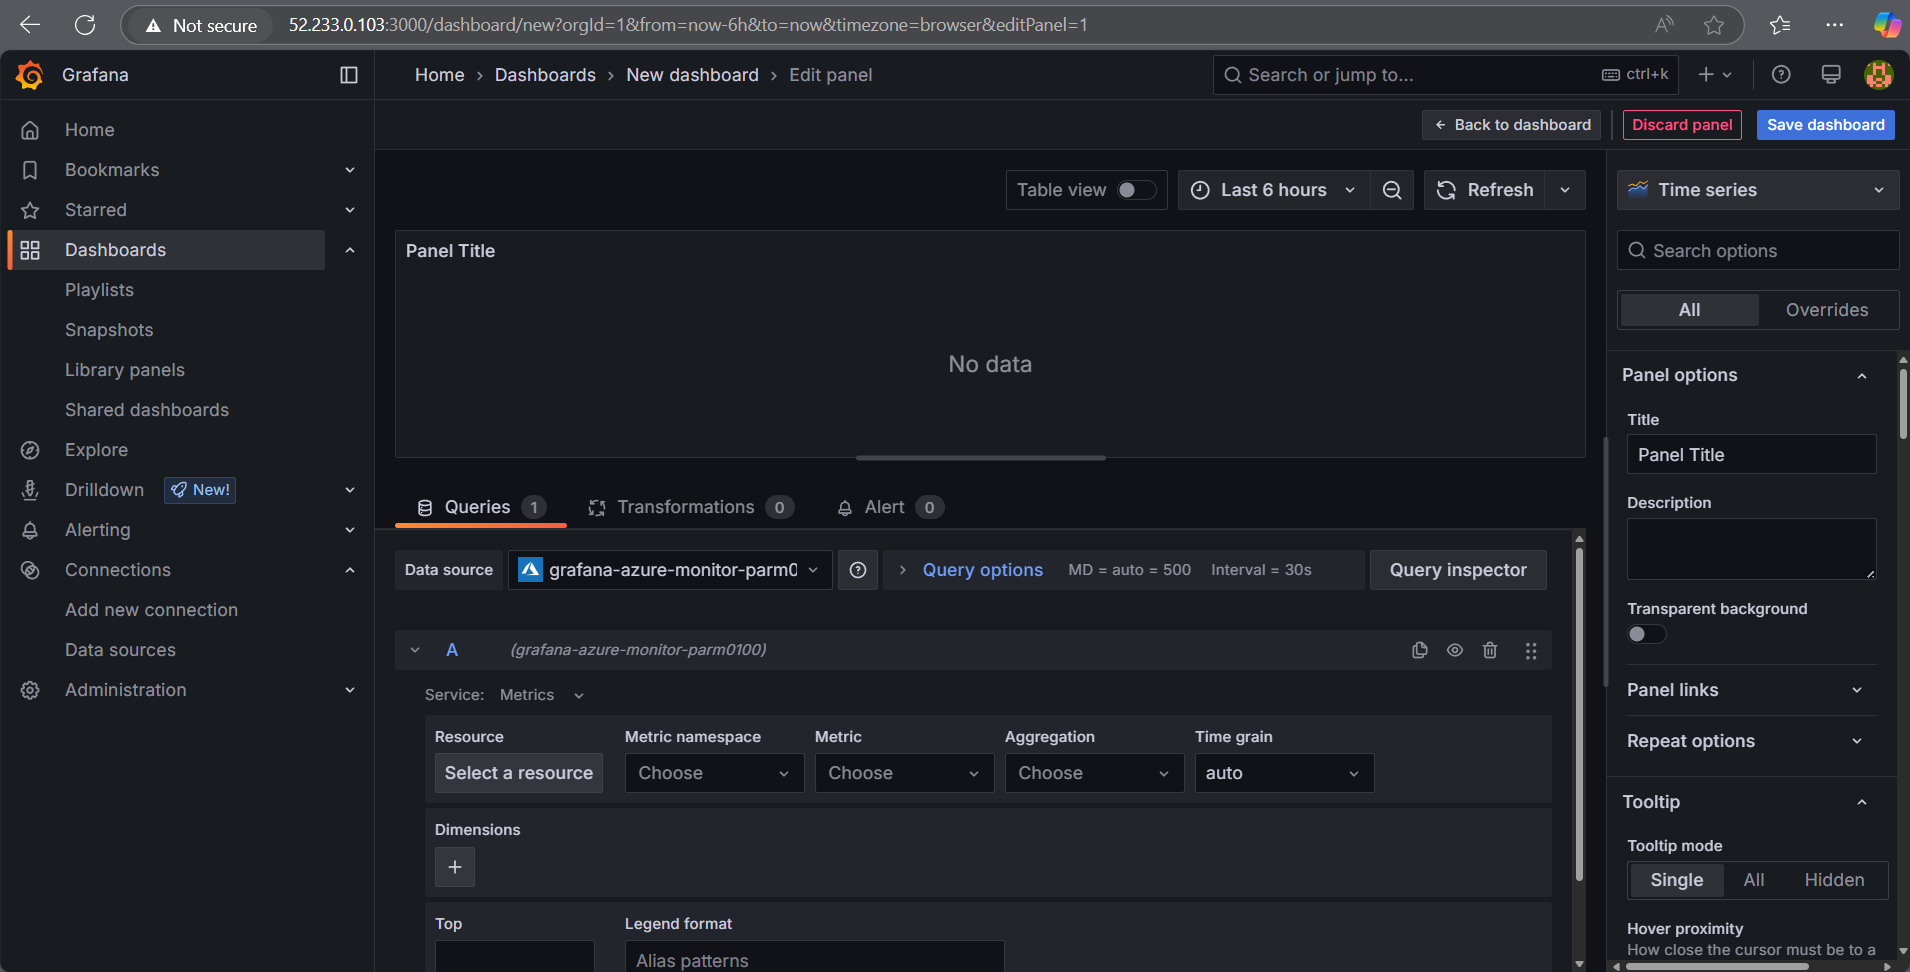 Not secure
52.233.0.103:3000/dashboard/new?orgId=1&from=now-6h&to=now&timezone=browser&editPanel=1
Grafana
Home › Dashboards › New dashboard › Edit panel
Search or jump to...
ctrl+k
Back to dashboard
Discard panel
Save dashboard
Home
Bookmarks
Starred
Dashboards
Playlists
Snapshots
Library panels
Shared dashboards
Explore
Drilldown
New!
Alerting
Connections
Add new connection
Data sources
Administration
Table view
Last 6 hours
Refresh
Panel Title
No data
Queries 1
Transformations 0
Alert 0
Data source
grafana-azure-monitor-parm0
Query options
MD = auto = 500
Interval = 30s
Query inspector
A
(grafana-azure-monitor-parm0100)
Service: Metrics
Resource
Select a resource
Metric namespace
Choose
Metric
Choose
Aggregation
Choose
Time grain
auto
Dimensions
Top
Legend format
Alias patterns
Time series
Search options
All
Overrides
Panel options
Title
Panel Title
Description
Transparent background
Panel links
Repeat options
Tooltip
Tooltip mode
Single
All
Hidden
Hover proximity
How close the cursor must be to a